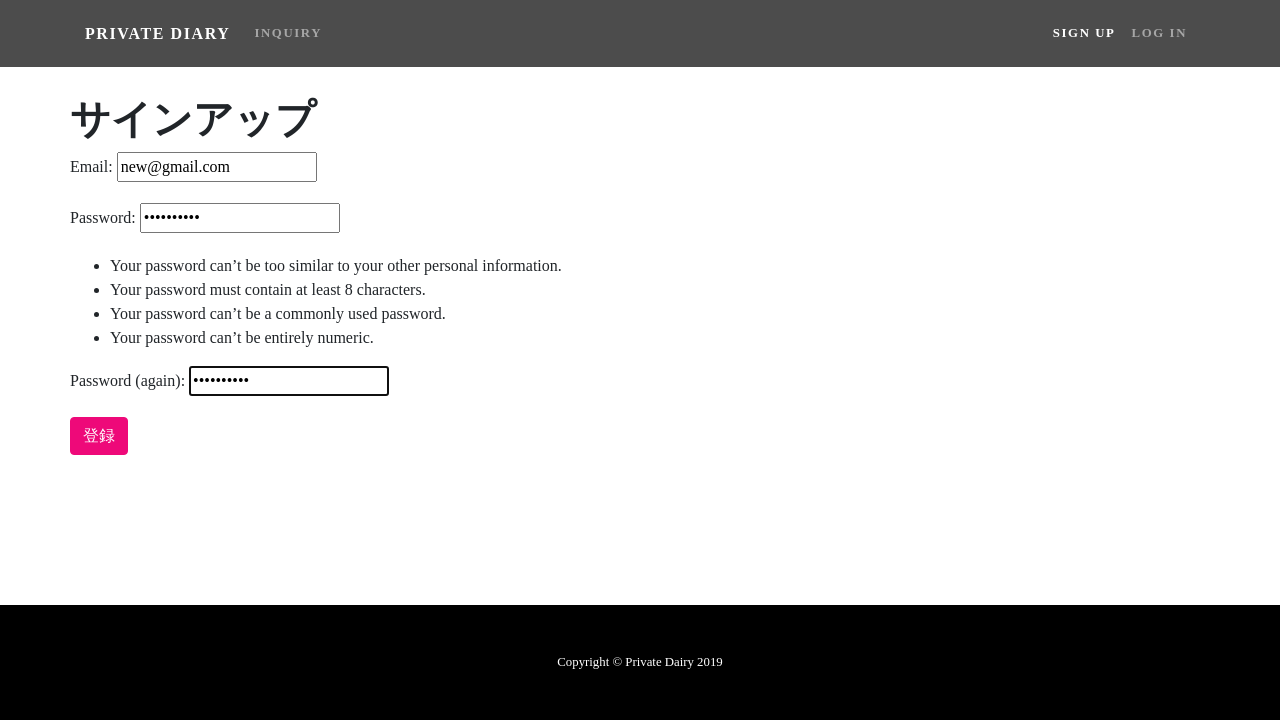 PRIVATE DIARY INQUIRY SIGN UP LOG IN
サインアップ
Email: new@gmail.com
Password: ••••••••••
• Your password can’t be too similar to your other personal information.
• Your password must contain at least 8 characters.
• Your password can’t be a commonly used password.
• Your password can’t be entirely numeric.
Password (again): ••••••••••
登録
Copyright © Private Dairy 2019